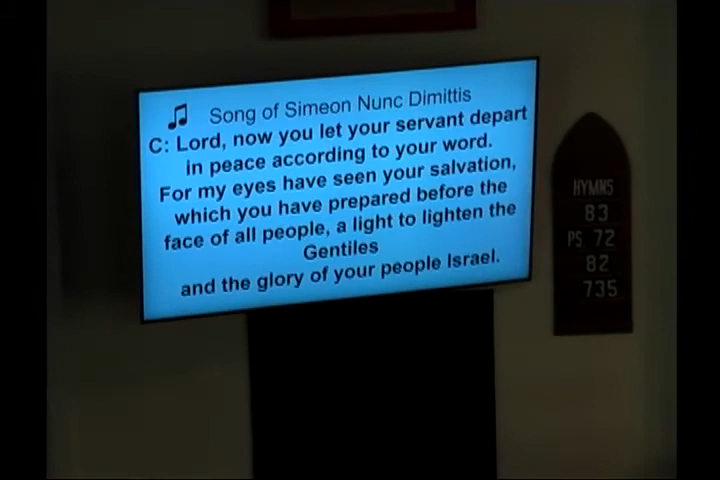 Song of Simeon Nunc Dimittis
C: Lord, now you let your servant depart
in peace according to your word.
For my eyes have seen your salvation,
which you have prepared before the
face of all people, a light to lighten the
Gentiles
and the glory of your people Israel.
HYMNS
83
PS 72
82
735